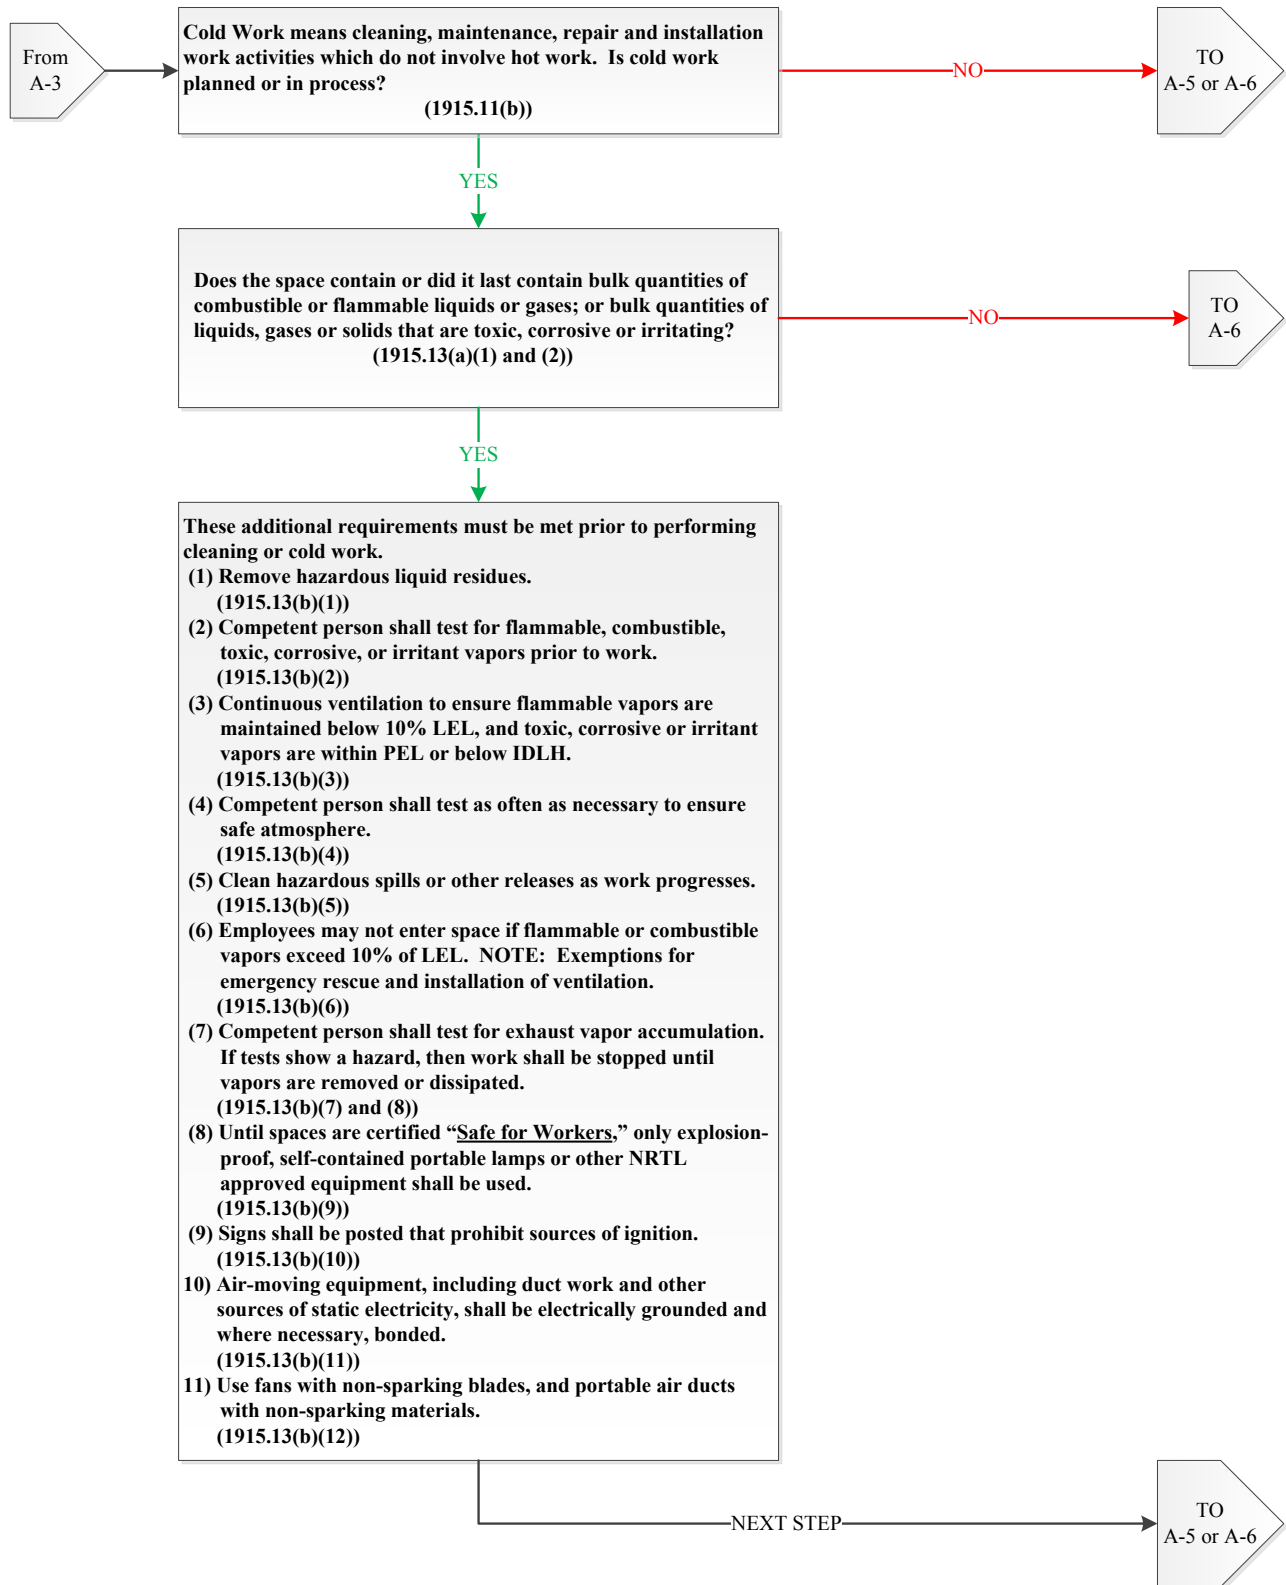 From
A-3
Cold Work means cleaning, maintenance, repair and installation
work activities which do not involve hot work.  Is cold work
planned or in process?
(1915.11(b))
NO
TO
A-5 or A-6
YES
Does the space contain or did it last contain bulk quantities of
combustible or flammable liquids or gases; or bulk quantities of
liquids, gases or solids that are toxic, corrosive or irritating?
(1915.13(a)(1) and (2))
NO
TO
A-6
YES
These additional requirements must be met prior to performing
cleaning or cold work.
(1) Remove hazardous liquid residues.
(1915.13(b)(1))
(2) Competent person shall test for flammable, combustible,
toxic, corrosive, or irritant vapors prior to work.
(1915.13(b)(2))
(3) Continuous ventilation to ensure flammable vapors are
maintained below 10% LEL, and toxic, corrosive or irritant
vapors are within PEL or below IDLH.
(1915.13(b)(3))
(4) Competent person shall test as often as necessary to ensure
safe atmosphere.
(1915.13(b)(4))
(5) Clean hazardous spills or other releases as work progresses.
(1915.13(b)(5))
(6) Employees may not enter space if flammable or combustible
vapors exceed 10% of LEL.  NOTE:  Exemptions for
emergency rescue and installation of ventilation.
(1915.13(b)(6))
(7) Competent person shall test for exhaust vapor accumulation.
If tests show a hazard, then work shall be stopped until
vapors are removed or dissipated.
(1915.13(b)(7) and (8))
(8) Until spaces are certified “Safe for Workers,” only explosion-
proof, self-contained portable lamps or other NRTL
approved equipment shall be used.
(1915.13(b)(9))
(9) Signs shall be posted that prohibit sources of ignition.
(1915.13(b)(10))
10) Air-moving equipment, including duct work and other
sources of static electricity, shall be electrically grounded and
where necessary, bonded.
(1915.13(b)(11))
11) Use fans with non-sparking blades, and portable air ducts
with non-sparking materials.
(1915.13(b)(12))
NEXT STEP
TO
A-5 or A-6